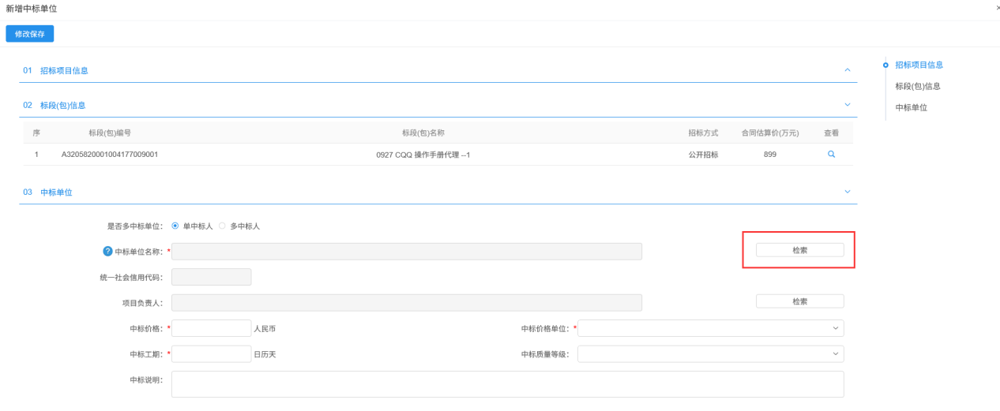 新增中标单位
×
修改保存
01 招标项目信息
招标项目信息
标段(包)信息
中标单位
02 标段(包)信息
序 标段(包)编号 标段(包)名称 招标方式 合同估算价(万元) 查看
1 A3205820001004177009001 0927 CQQ 操作手册代理 --1 公开招标 899
03 中标单位
是否多中标单位: 单中标人 多中标人
? 中标单位名称: * 检索
统一社会信用代码:
项目负责人: 检索
中标价格: * 人民币 中标价格单位: *
中标工期: * 日历天 中标质量等级:
中标说明: